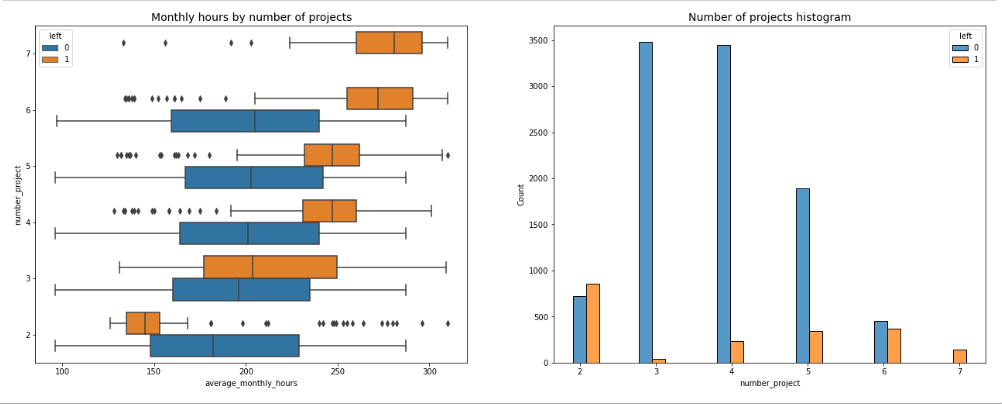 Monthly hours by number of projects
left
0
1
7
6
5
4
3
2
number_project
100 150 200 250 300
average_monthly_hours
Number of projects histogram
left
0
1
3500
3000
2500
2000
1500
1000
500
0
Count
2 3 4 5 6 7
number_project